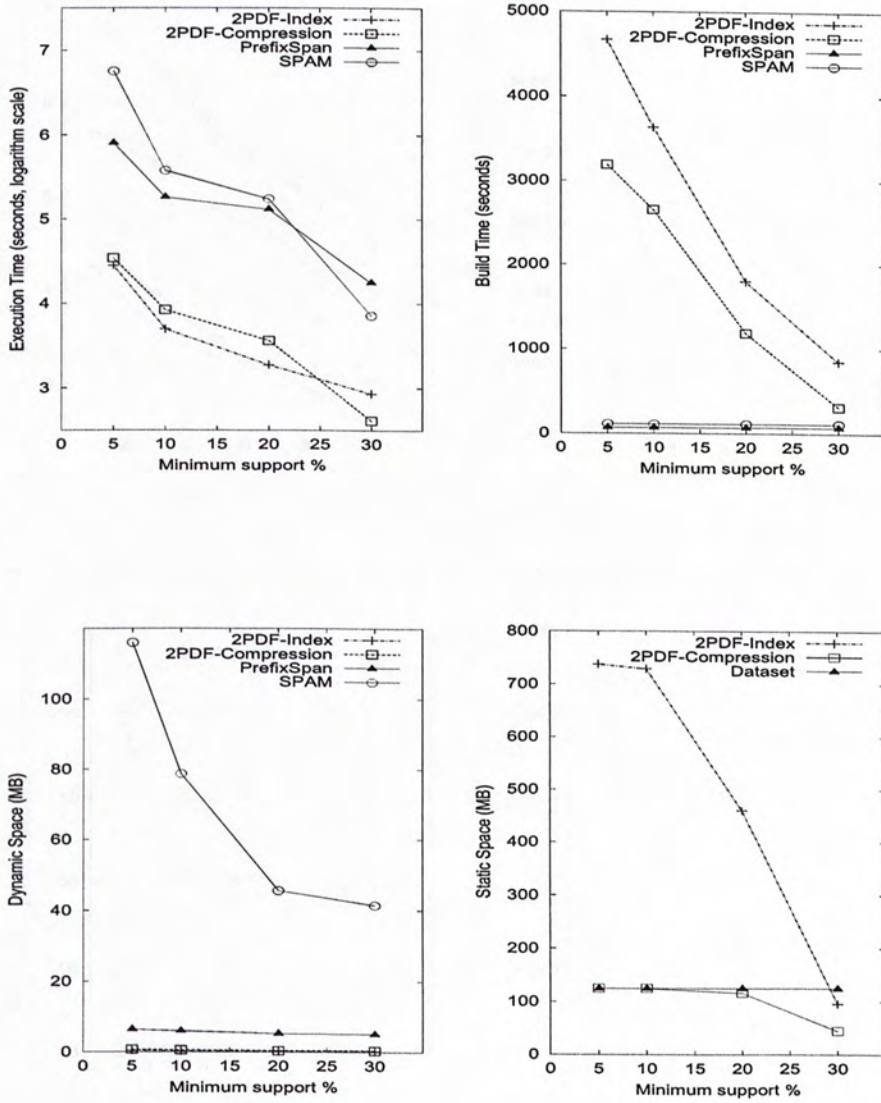 2PDF-Index
2PDF-Compression
PrefixSpan
SPAM
7
6
5
4
3
0 5 10 15 20 25 30
Minimum support %
Execution Time (seconds, logarithm scale)
2PDF-Index
2PDF-Compression
PrefixSpan
SPAM
5000
4000
3000
2000
1000
0
0 5 10 15 20 25 30
Minimum support %
Build Time (seconds)
2PDF-Index
2PDF-Compression
PrefixSpan
SPAM
100
80
60
40
20
0
0 5 10 15 20 25 30
Minimum support %
Dynamic Space (MB)
2PDF-Index
2PDF-Compression
Dataset
800
700
600
500
400
300
200
100
0
0 5 10 15 20 25 30
Minimum support %
Static Space (MB)